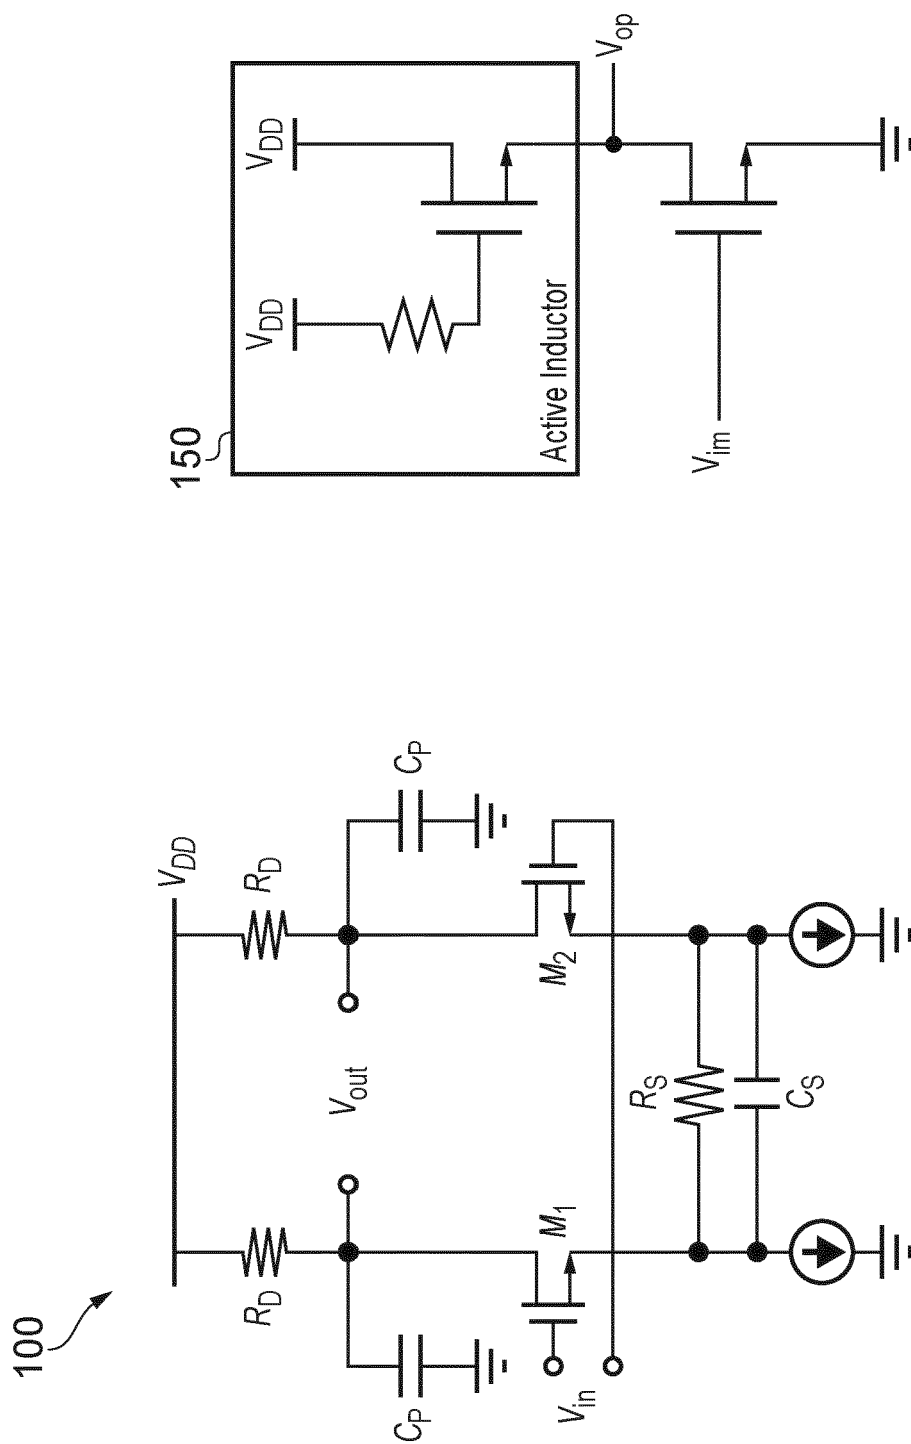 100
V_DD
R_D
R_D
C_P
C_P
V_out
M_1
M_2
V_in
R_S
C_S
150
V_DD
V_DD
Active Inductor
V_op
V_im